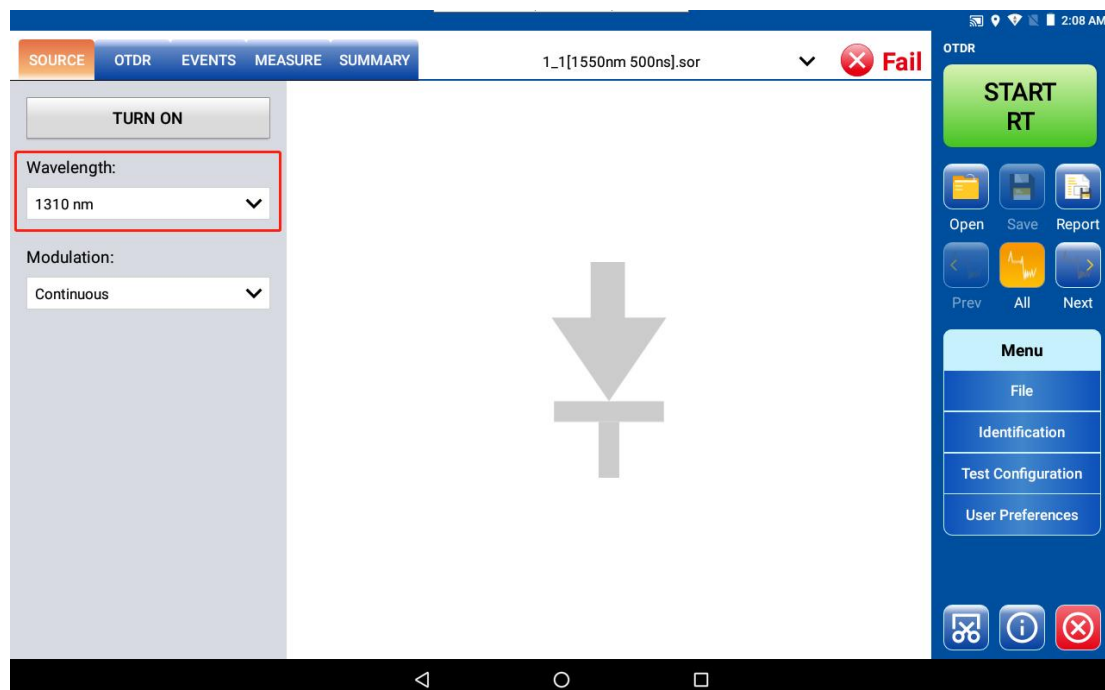 2:08 AM
SOURCE OTDR EVENTS MEASURE SUMMARY 1_1[1550nm 500ns].sor Fail
OTDR
START
RT
TURN ON
Wavelength:
1310 nm
Modulation:
Continuous
Open Save Report
Prev All Next
Menu
File
Identification
Test Configuration
User Preferences